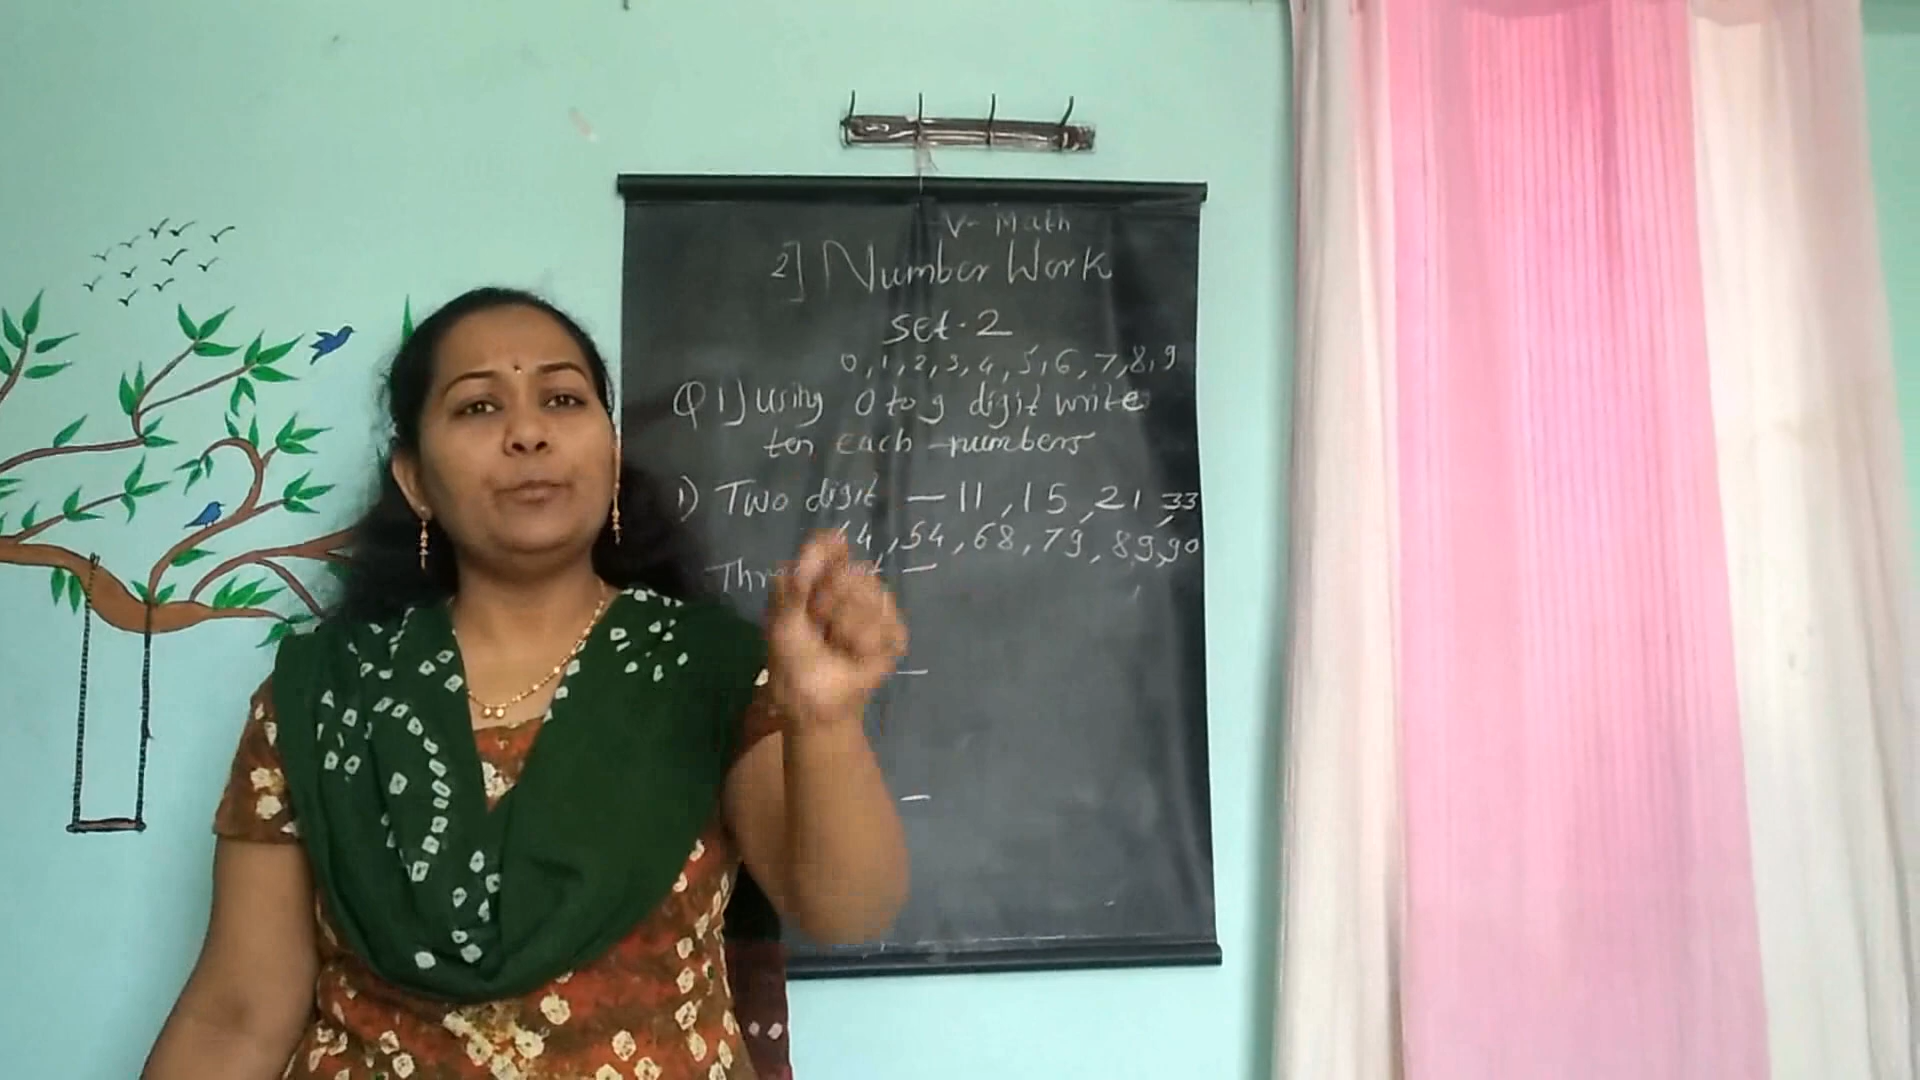 V- Math
2] Number Work
Set-2
0,1,2,3,4,5,6,7,8,9
Q1) using 0 to 9 digit write
ten each numbers
1) Two digit — 11, 15, 21, 33
44, 54, 68, 79, 89, 90